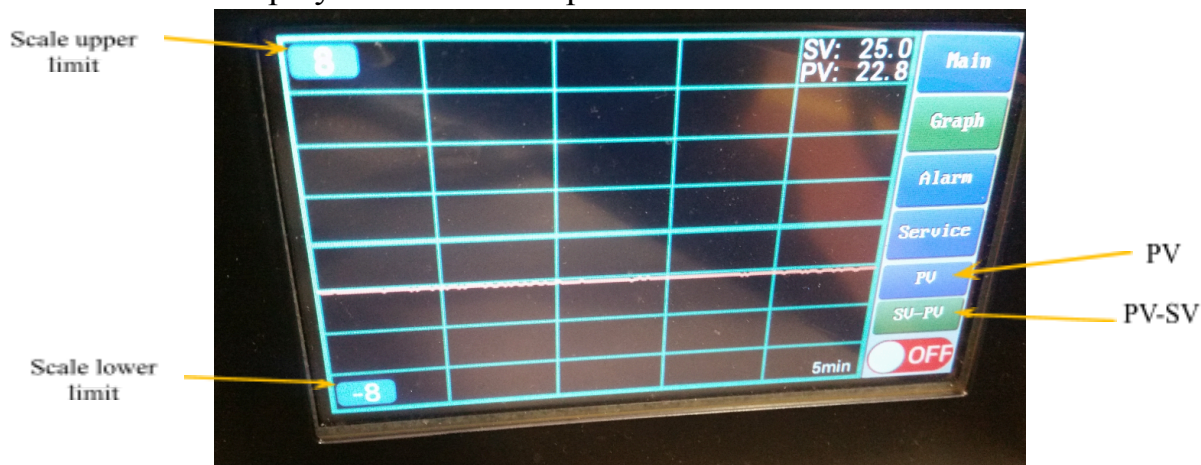 Scale upper
limit
8
SV: 25.0
PV: 22.8
Main
Graph
Alarm
Service
PV
SV-PV
OFF
5min
-8
PV
PV-SV
Scale lower
limit